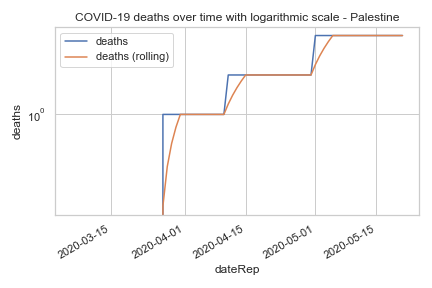 COVID-19 deaths over time with logarithmic scale - Palestine
deaths
deaths (rolling)
deaths
10⁰
2020-03-15
2020-04-01
2020-04-15
2020-05-01
2020-05-15
dateRep